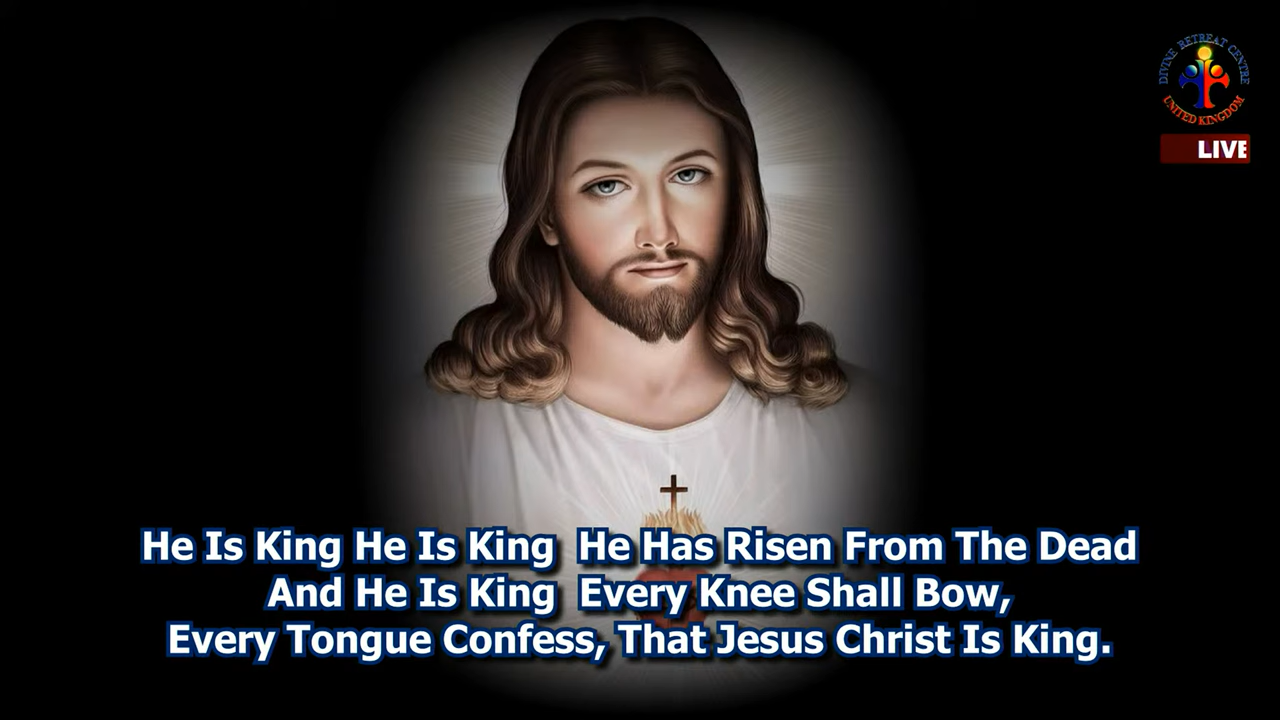 DIVINE RETREAT CENTRE
UNITED KINGDOM
LIVE
He Is King He Is King  He Has Risen From The Dead
And He Is King  Every Knee Shall Bow,
Every Tongue Confess, That Jesus Christ Is King.